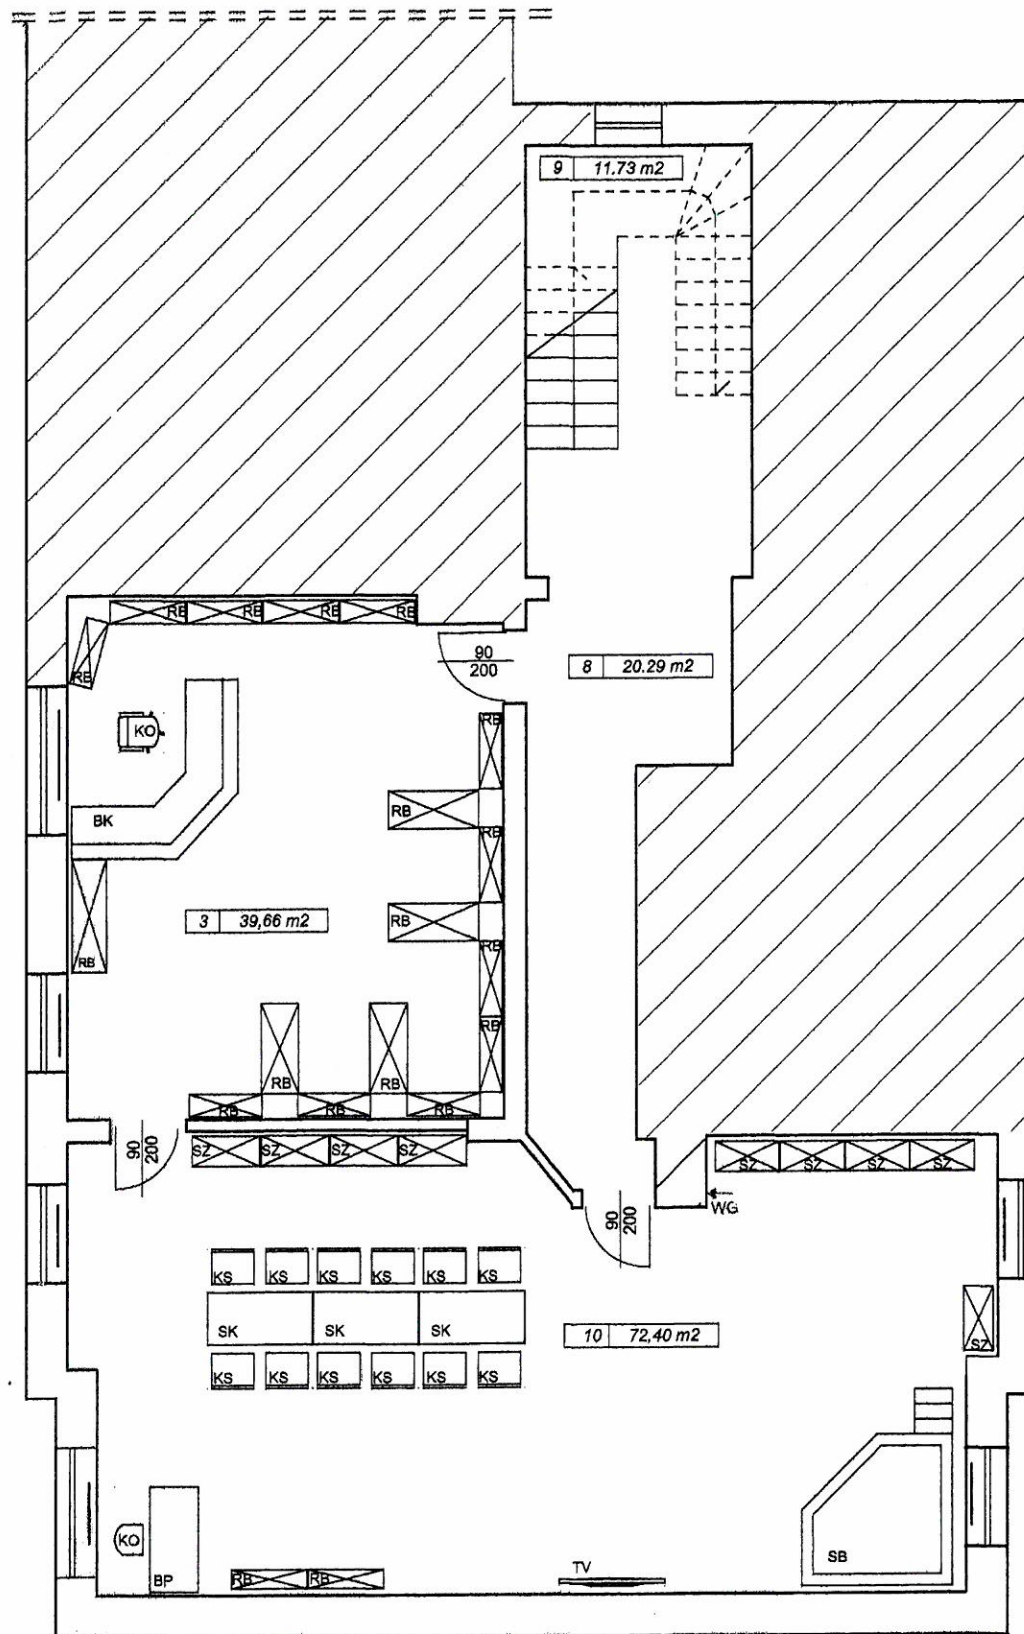 9 11.73 m2
RB RB RB RB
RB
90
200
8 20.29 m2
KO
RB
RB
BK
RB
RB
3 39,66 m2
RB
RB
RB
RB
RB RB
RB RB RB
90
200
SZ SZ SZ SZ
SZ SZ SZ SZ
WG
90
200
KS KS KS KS KS KS
SK SK SK
10 72,40 m2
SZ
KS KS KS KS KS KS
KO
BP
RB RB
TV
SB